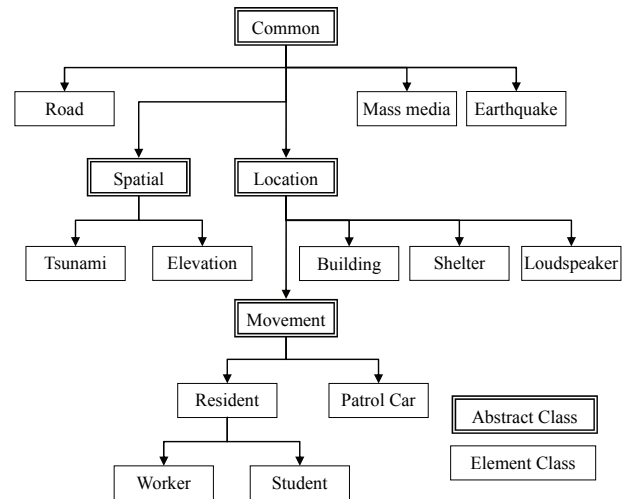 Common
Road
Mass media
Earthquake
Spatial
Location
Tsunami
Elevation
Building
Shelter
Loudspeaker
Movement
Resident
Patrol Car
Abstract Class
Worker
Student
Element Class